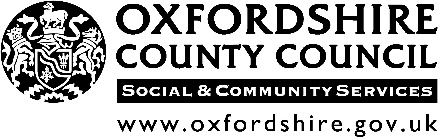 OXFORDSHIRE
COUNTY COUNCIL
SOCIAL & COMMUNITY SERVICES
www.oxfordshire.gov.uk